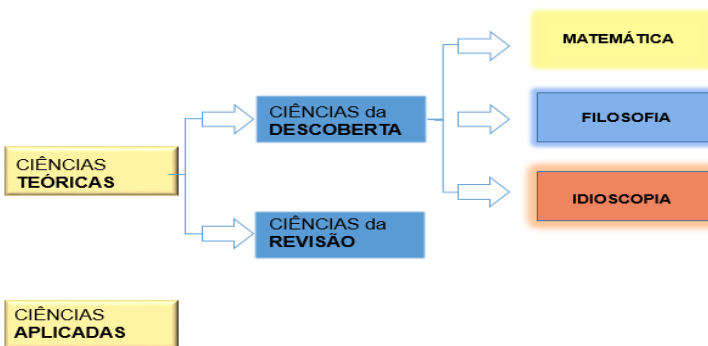 CIÊNCIAS
TEÓRICAS
CIÊNCIAS da
DESCOBERTA
CIÊNCIAS da
REVISÃO
MATEMÁTICA
FILOSOFIA
IDIOSCOPIA
CIÊNCIAS
APLICADAS